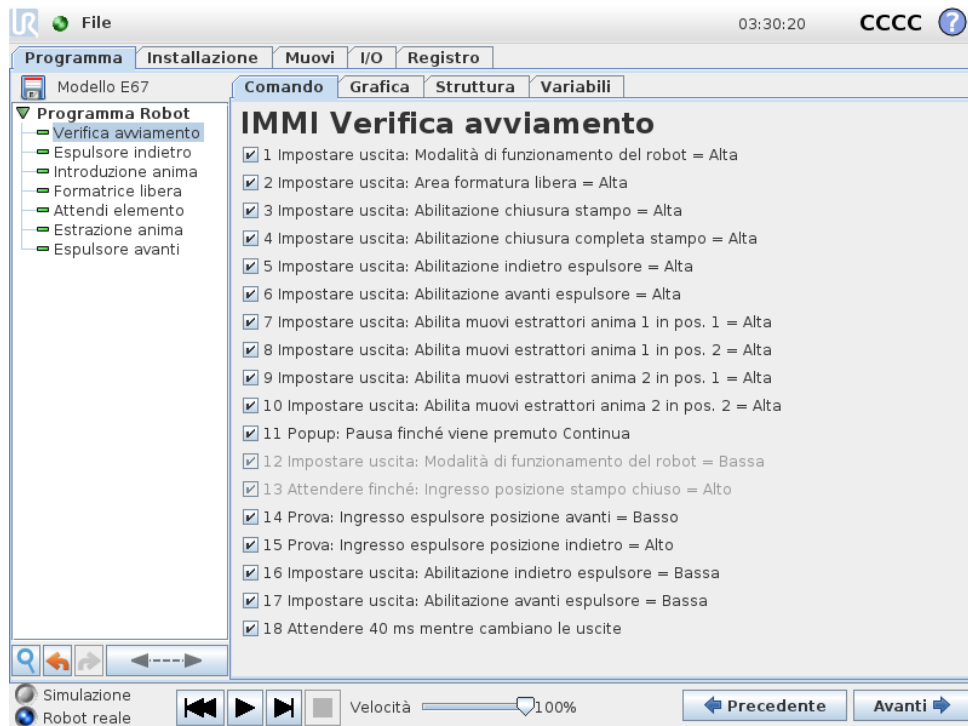 UR File 03:30:20 CCCC ?
Programma Installazione Muovi I/O Registro
Modello E67 Comando Grafica Struttura Variabili
Programma Robot
Verifica avviamento
Espulsore indietro
Introduzione anima
Formatrice libera
Attendi elemento
Estrazione anima
Espulsore avanti
IMMI Verifica avviamento
1 Impostare uscita: Modalità di funzionamento del robot = Alta
2 Impostare uscita: Area formatura libera = Alta
3 Impostare uscita: Abilitazione chiusura stampo = Alta
4 Impostare uscita: Abilitazione chiusura completa stampo = Alta
5 Impostare uscita: Abilitazione indietro espulsore = Alta
6 Impostare uscita: Abilitazione avanti espulsore = Alta
7 Impostare uscita: Abilita muovi estrattori anima 1 in pos. 1 = Alta
8 Impostare uscita: Abilita muovi estrattori anima 1 in pos. 2 = Alta
9 Impostare uscita: Abilita muovi estrattori anima 2 in pos. 1 = Alta
10 Impostare uscita: Abilita muovi estrattori anima 2 in pos. 2 = Alta
11 Popup: Pausa finché viene premuto Continua
12 Impostare uscita: Modalità di funzionamento del robot = Bassa
13 Attendere finché: Ingresso posizione stampo chiuso = Alto
14 Prova: Ingresso espulsore posizione avanti = Basso
15 Prova: Ingresso espulsore posizione indietro = Alto
16 Impostare uscita: Abilitazione indietro espulsore = Bassa
17 Impostare uscita: Abilitazione avanti espulsore = Bassa
18 Attendere 40 ms mentre cambiano le uscite
Simulazione
Robot reale
Velocità 100% Precedente Avanti